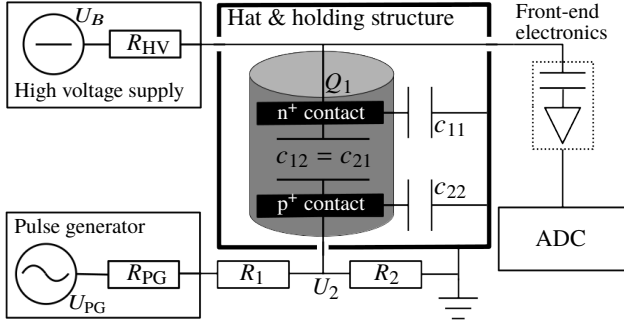 U_B
R_HV
High voltage supply
Hat & holding structure
Q_1
n^+ contact
c_11
c_12 = c_21
c_22
p^+ contact
Front-end
electronics
ADC
Pulse generator
R_PG
U_PG
R_1
U_2
R_2